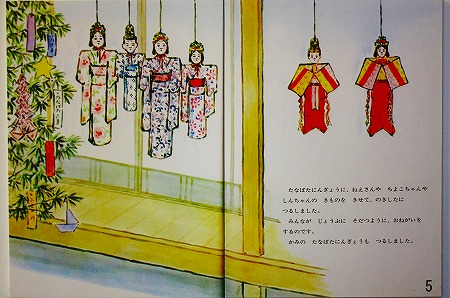 たなばたにんぎょうに、ねえさんや ちよこちゃんや
しんちゃんの きものを きせて、のきしたに
つるしました。
みんなが じょうぶに そだつように、おねがいを
するのです。
かみの たなばたにんぎょうも つるしました。
5